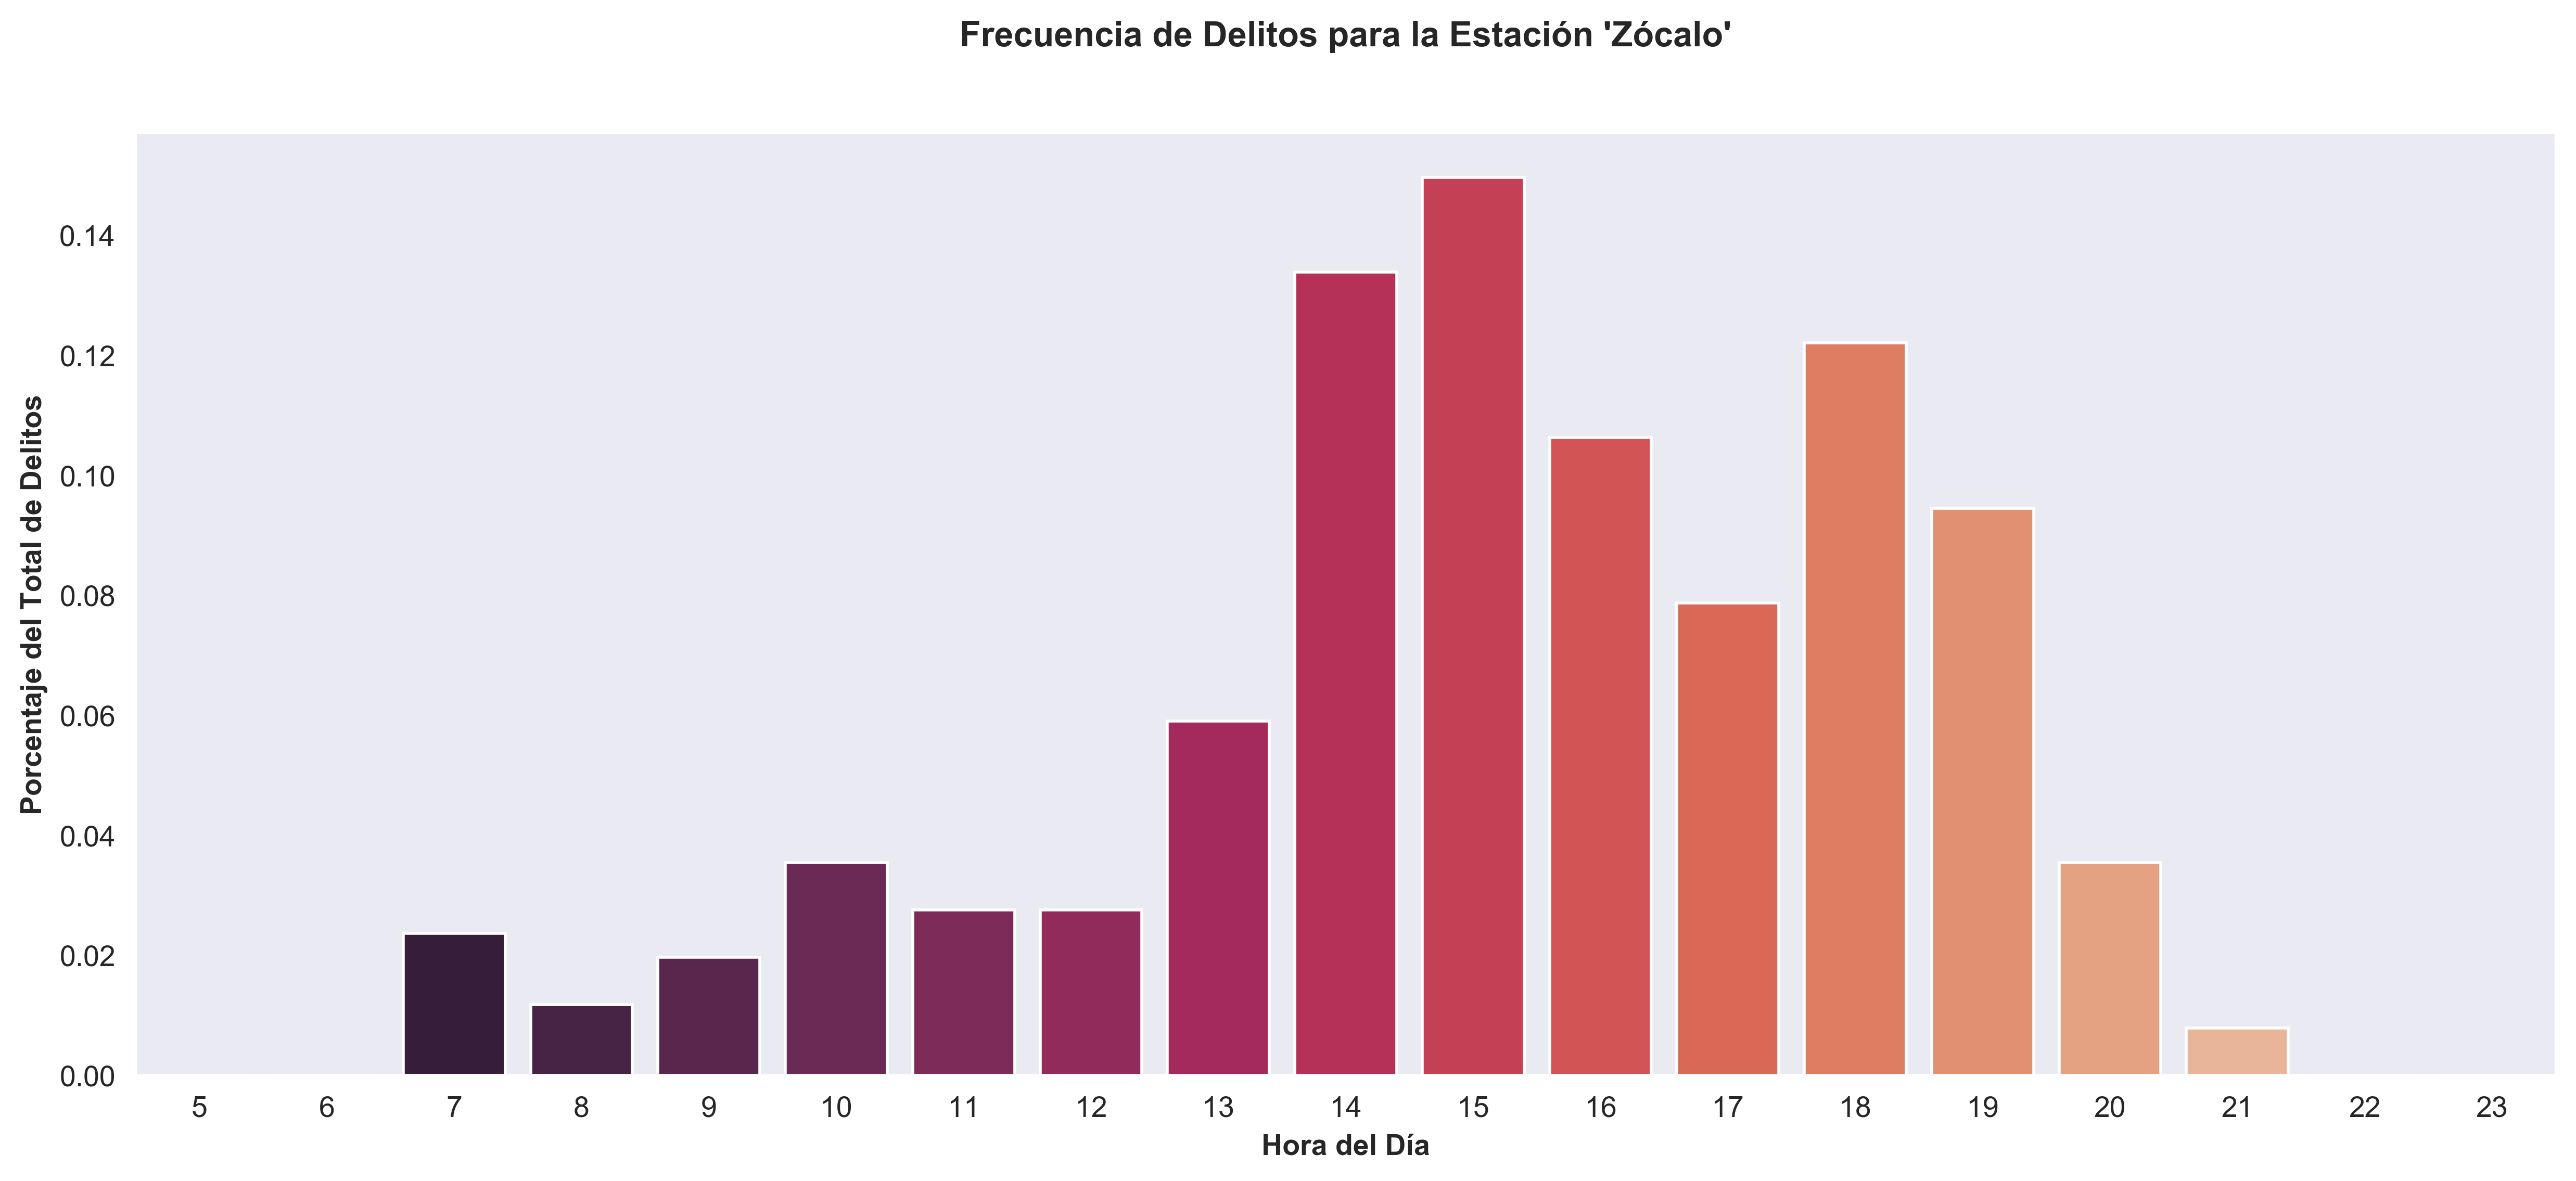 Frecuencia de Delitos para la Estación 'Zócalo'
Porcentaje del Total de Delitos
0.14
0.12
0.10
0.08
0.06
0.04
0.02
0.00
5 6 7 8 9 10 11 12 13 14 15 16 17 18 19 20 21 22 23
Hora del Día